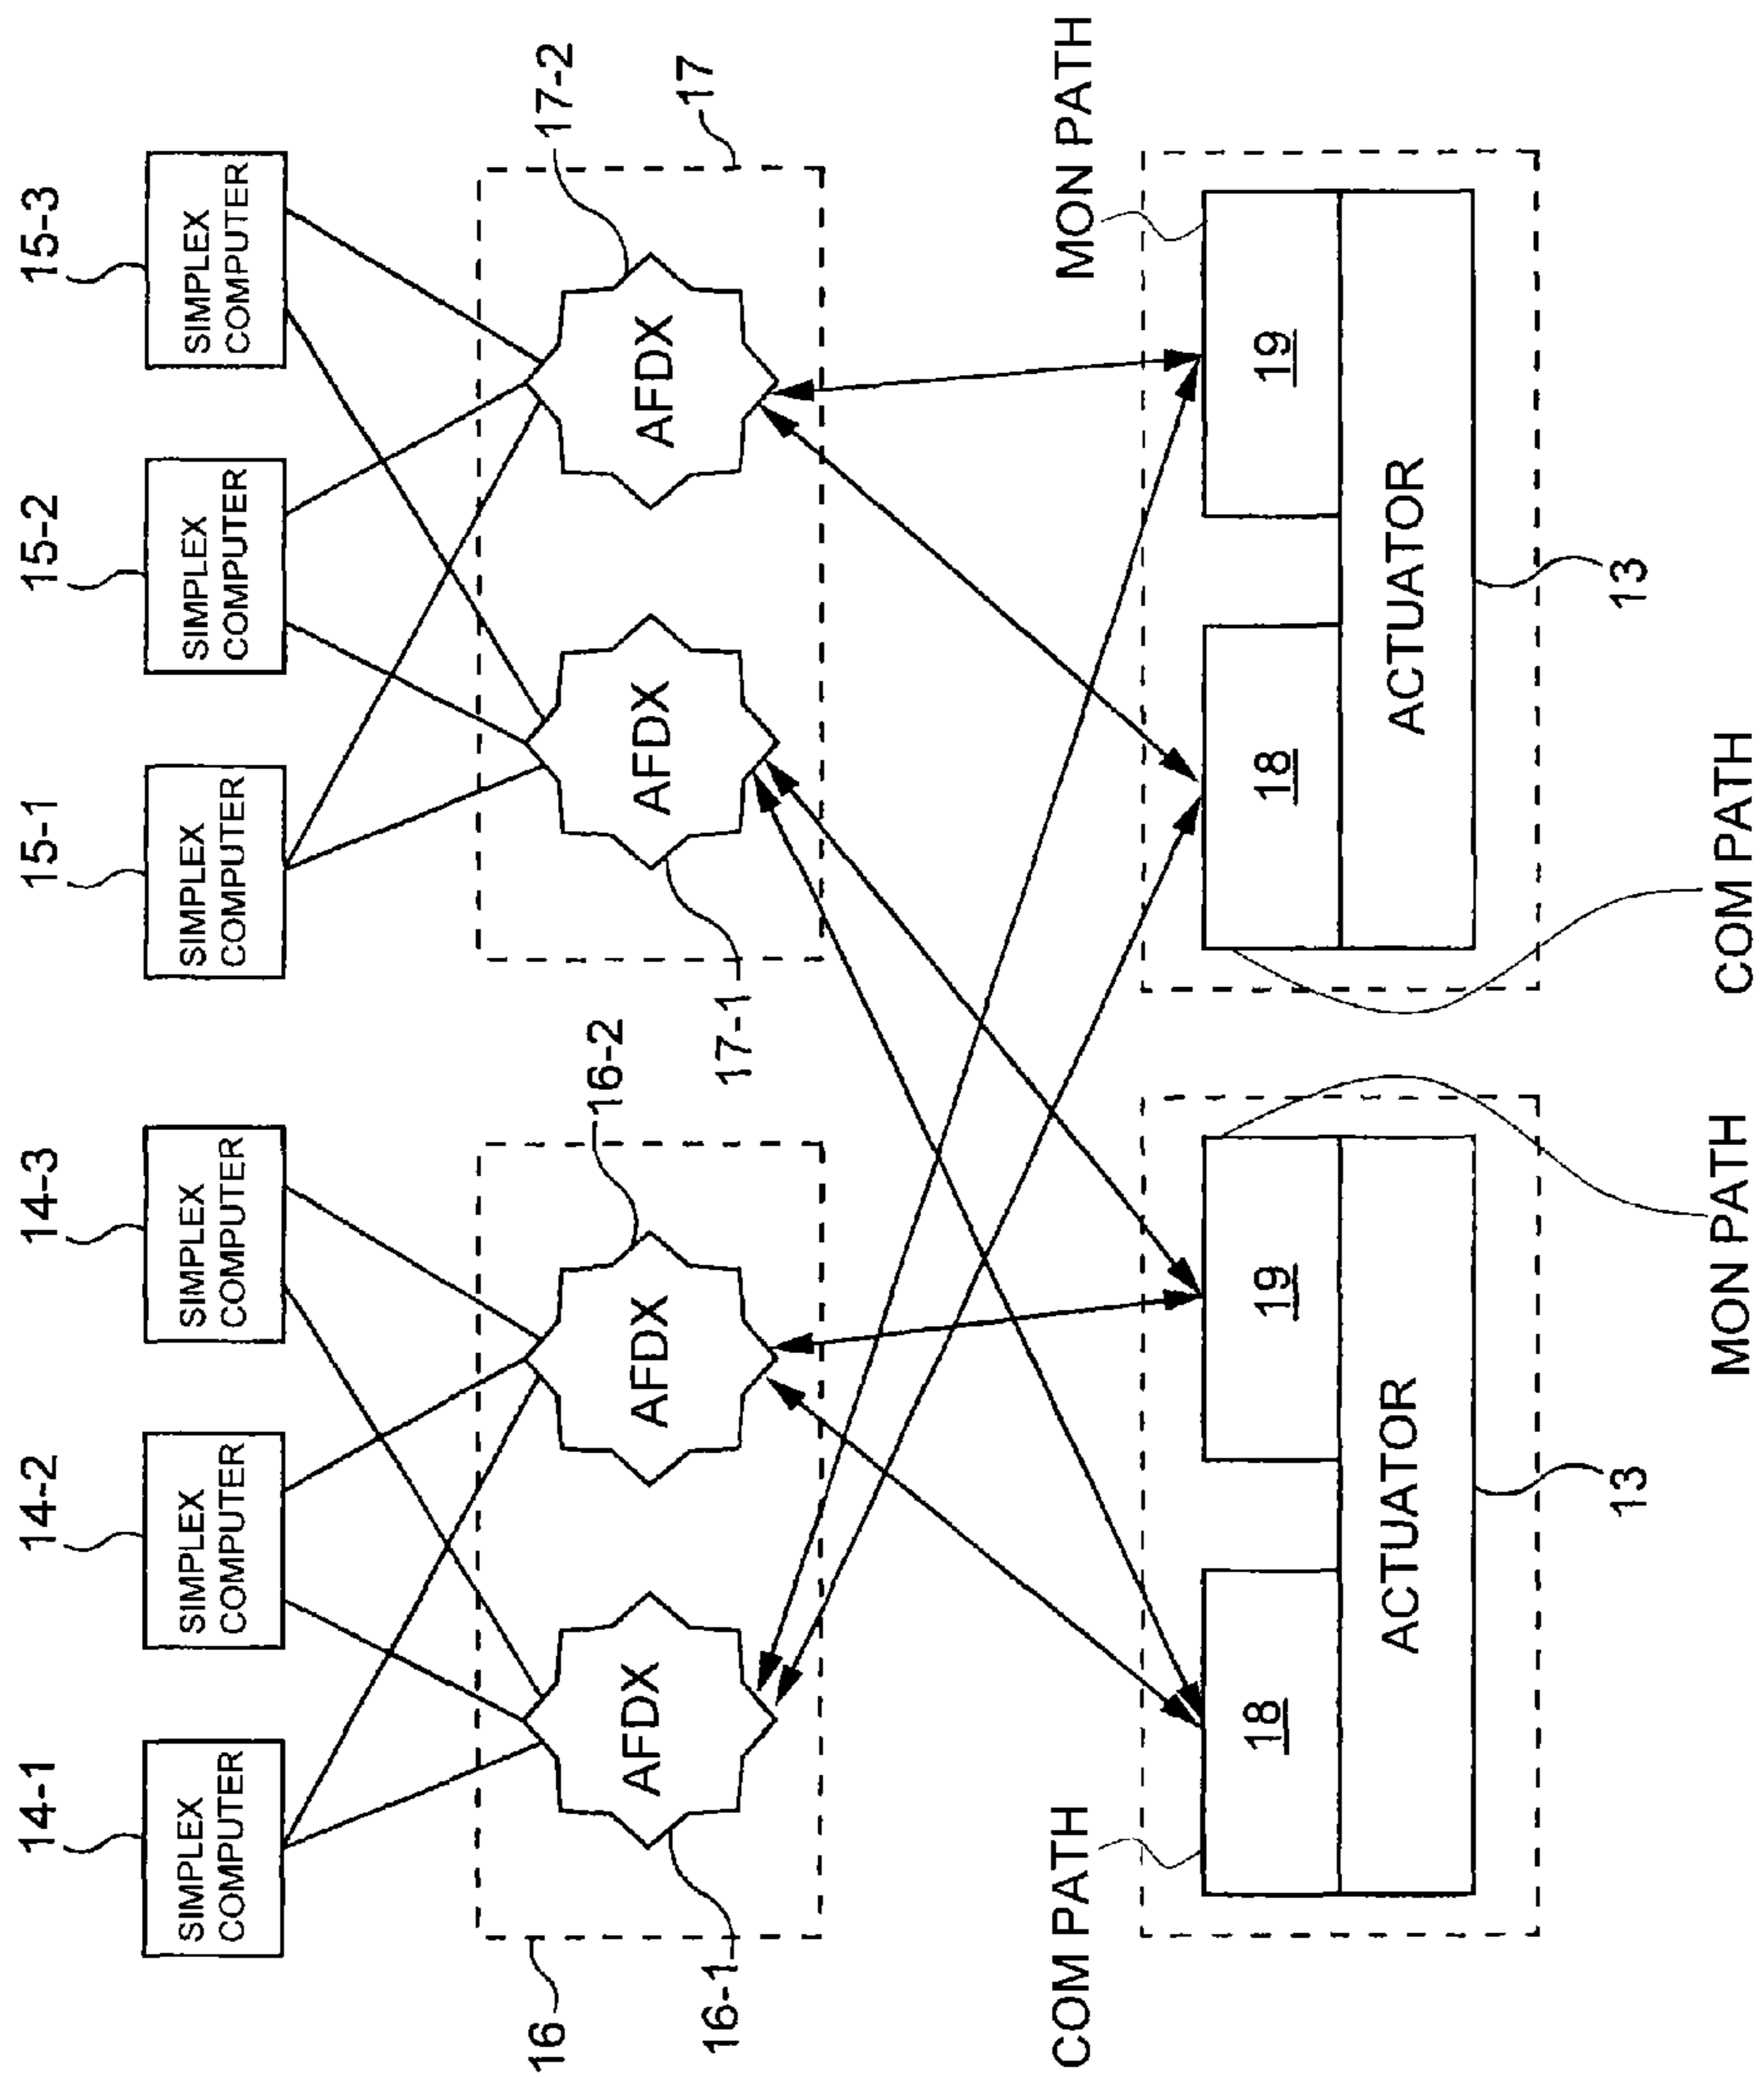 14-1
14-2
14-3
15-1
15-2
15-3
SIMPLEX
COMPUTER
SIMPLEX
COMPUTER
SIMPLEX
COMPUTER
SIMPLEX
COMPUTER
SIMPLEX
COMPUTER
SIMPLEX
COMPUTER
16
16-2
17-2
17
AFDX
AFDX
AFDX
AFDX
16-1
17-1
COM PATH
MON PATH
18
19
18
19
ACTUATOR
ACTUATOR
13
13
MON PATH
COM PATH